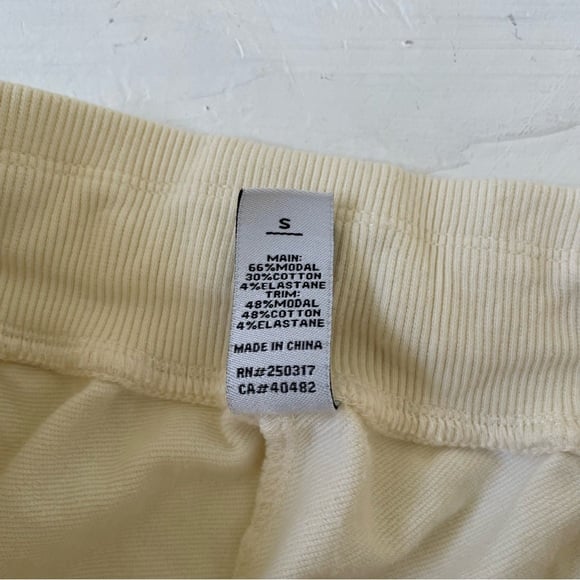 S
MAIN:
66%MODAL
30%COTTON
4%ELASTANE
TRIM:
48%MODAL
48%COTTON
4%ELASTANE
MADE IN CHINA
RN#250317
CA#40482